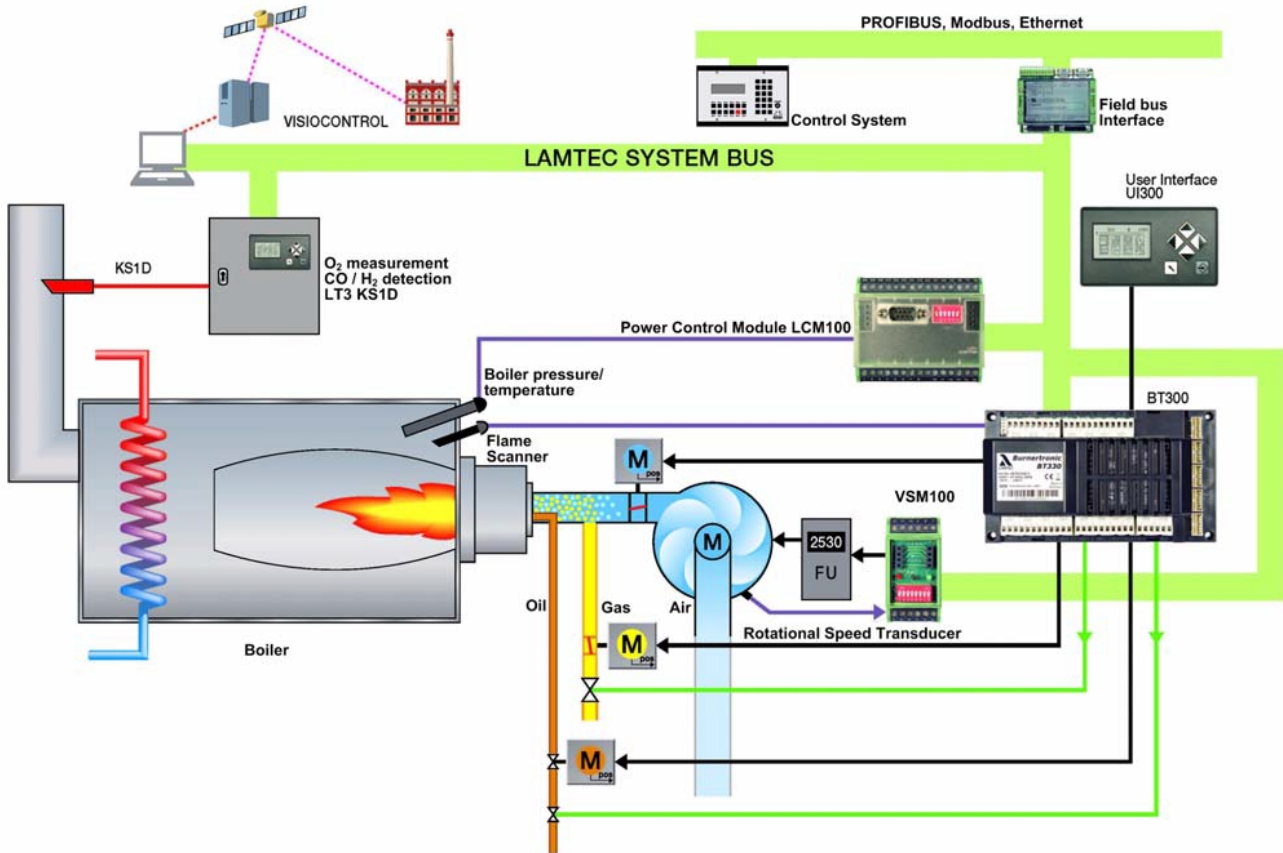 PROFIBUS, Modbus, Ethernet
VISIOCONTROL
Control System
Field bus
Interface
LAMTEC SYSTEM BUS
User Interface
UI300
KS1D
O₂ measurement
CO / H₂ detection
LT3 KS1D
Power Control Module LCM100
Boiler pressure/
temperature
BT300
Flame
Scanner
M
pos
Burnertronic
BT330
VSM100
M
2530
FU
Oil
Gas
Air
Rotational Speed Transducer
Boiler
M
pos
M
pos